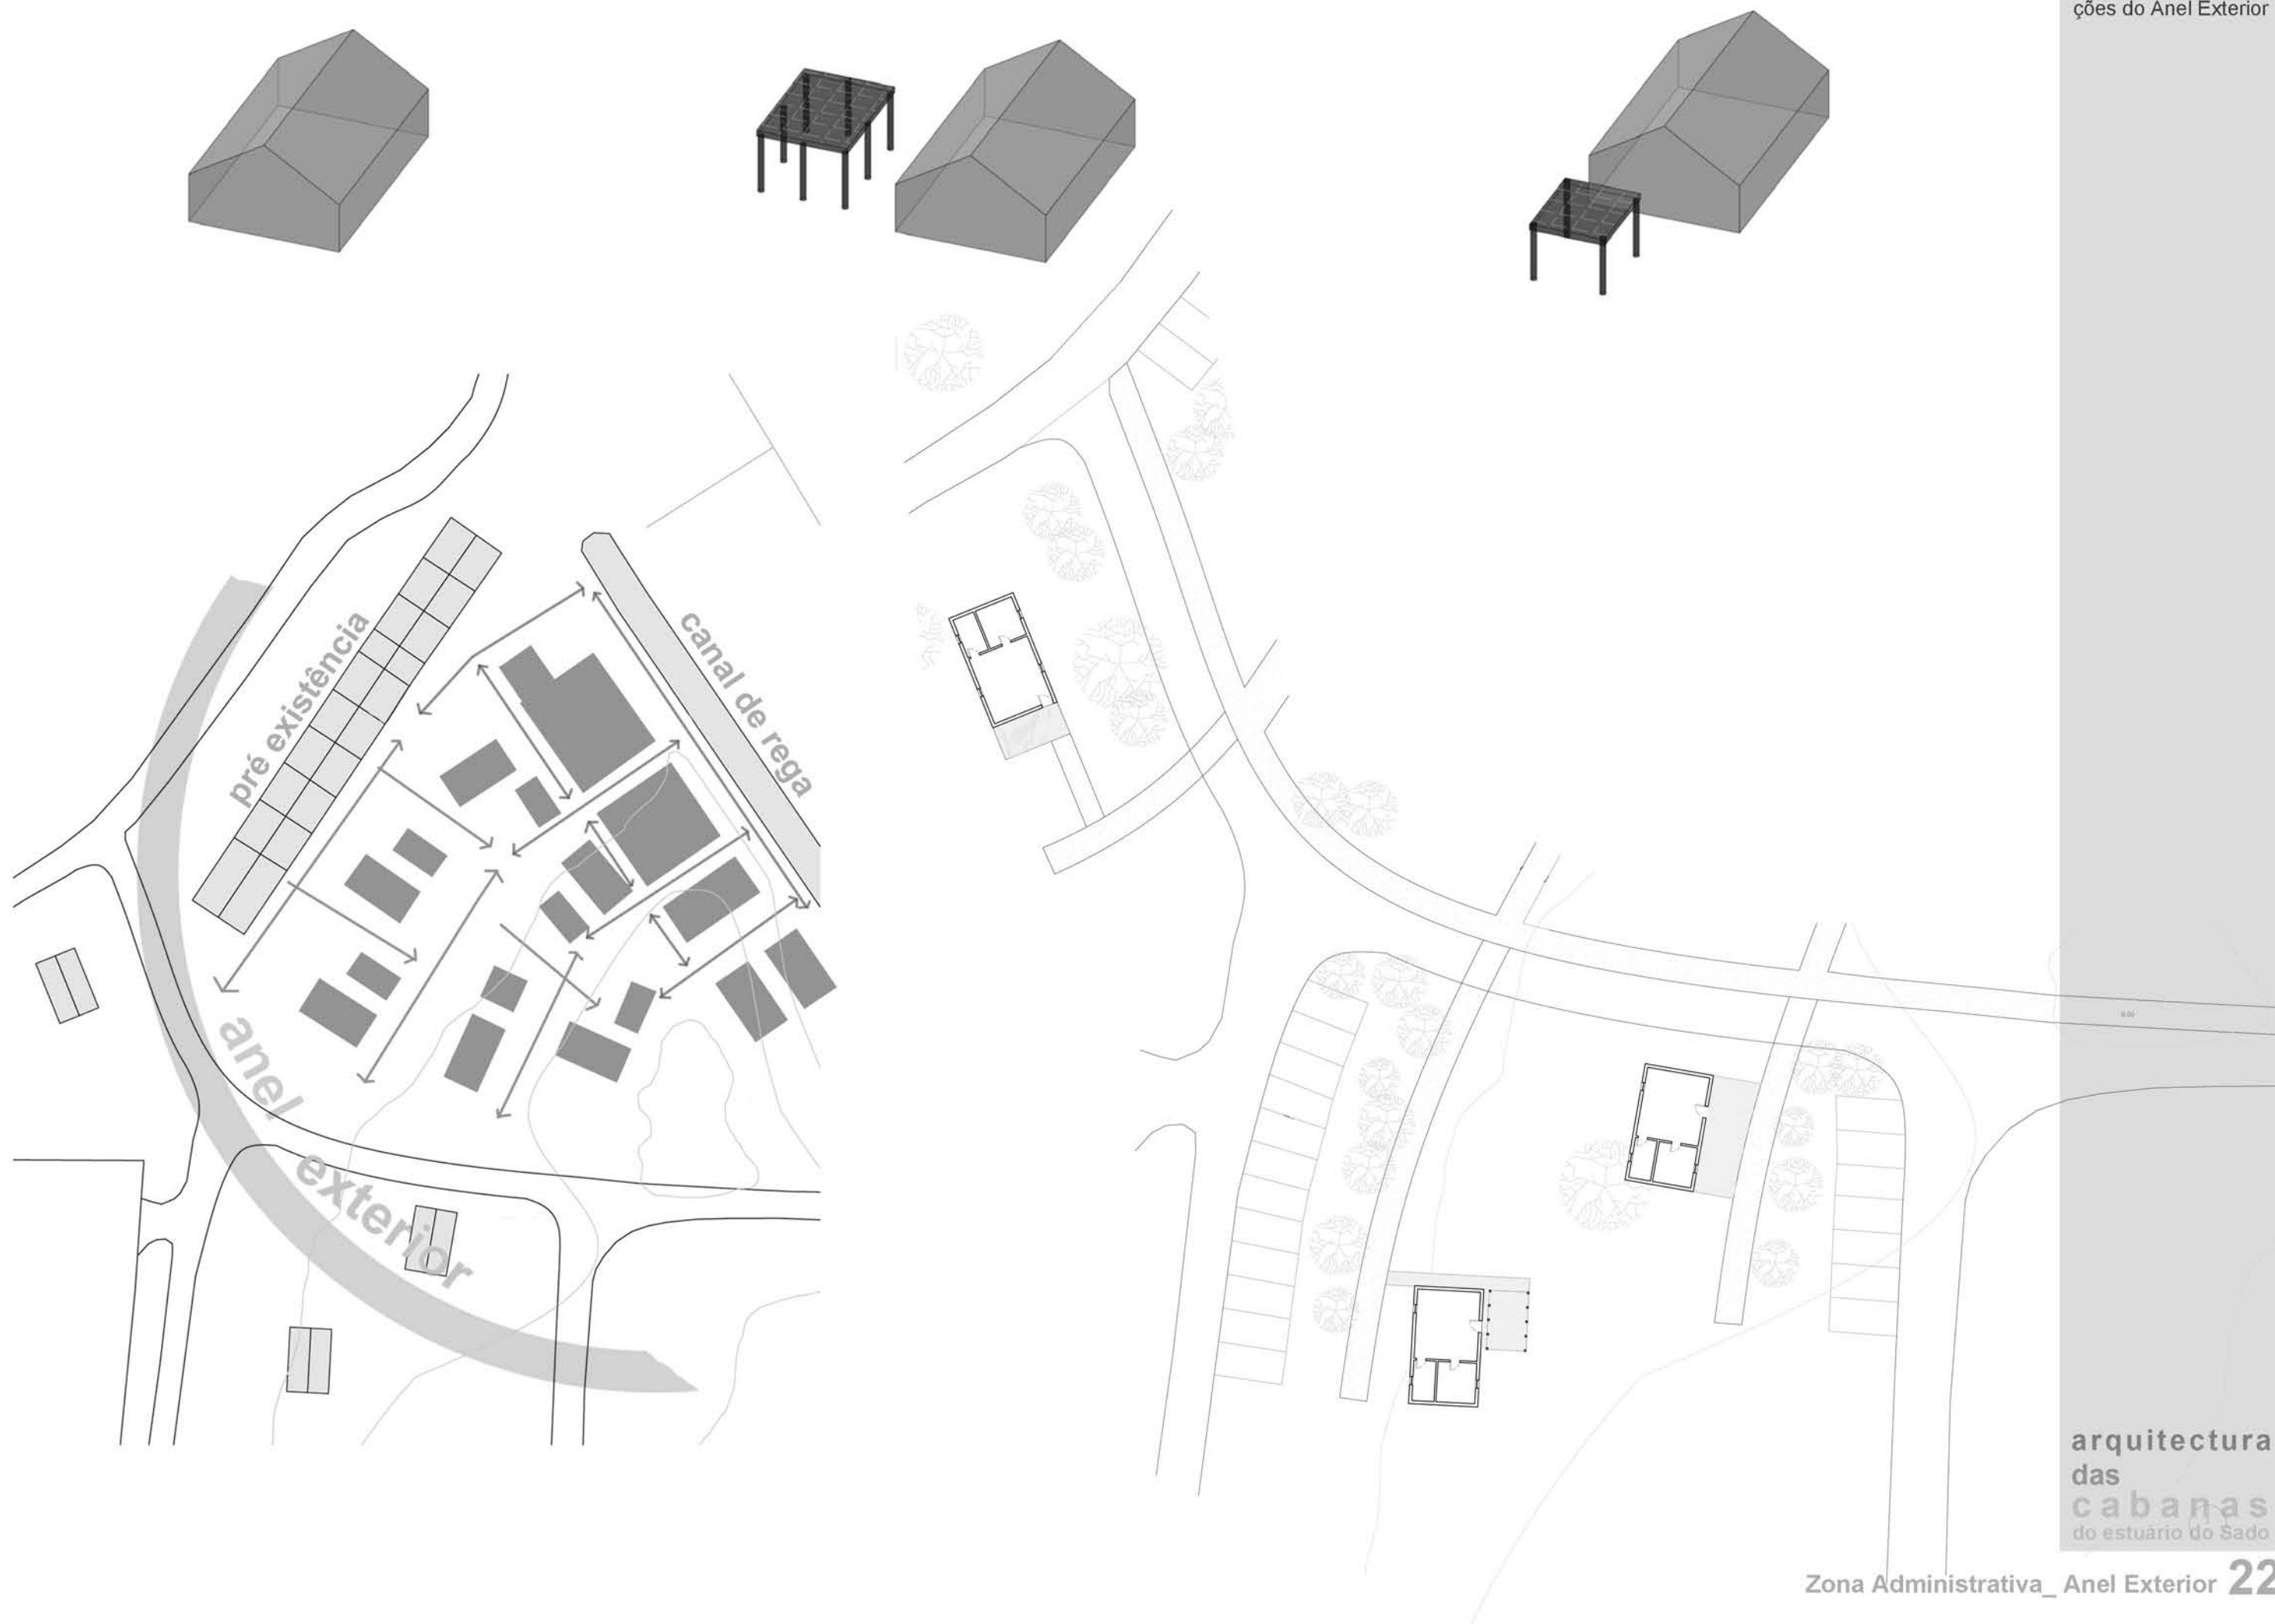 ções do Anel Exterior
pré existência
canal de rega
anel exterior
arquitectura
das
cabanas
do estuário do Sado
Zona Administrativa_ Anel Exterior 22